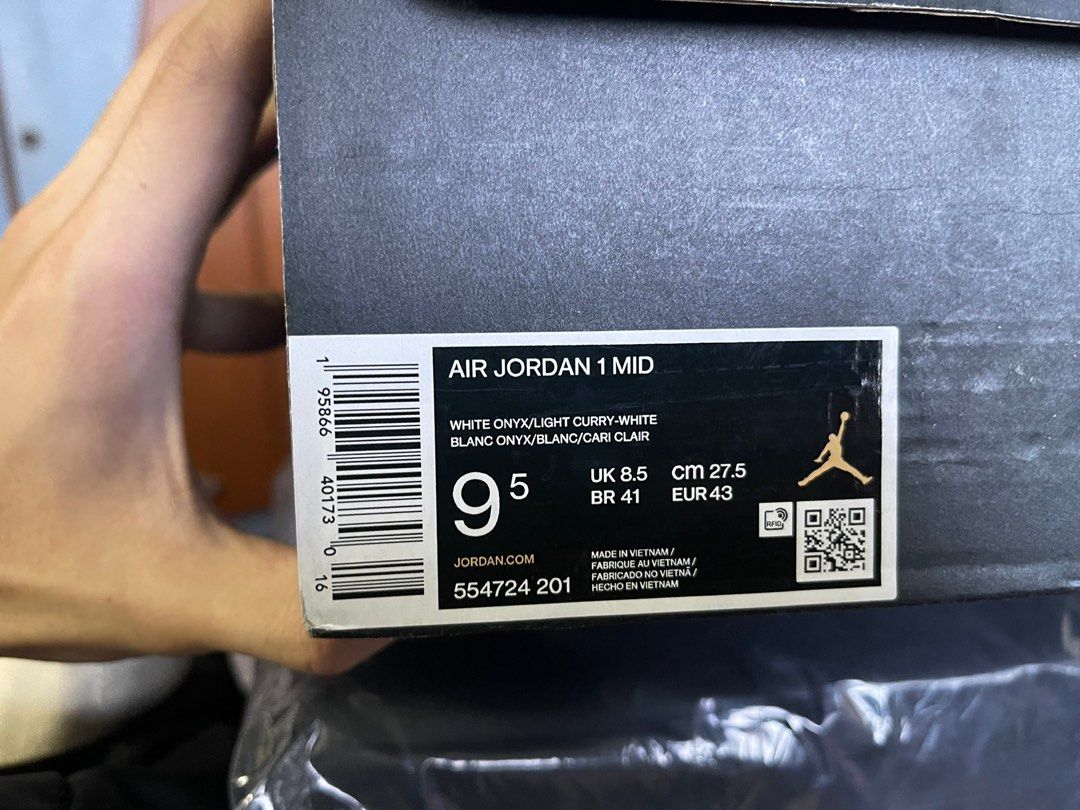 AIR JORDAN 1 MID
WHITE ONYX/LIGHT CURRY-WHITE
BLANC ONYX/BLANC/CARI CLAIR
9 5
UK 8.5 cm 27.5
BR 41 EUR 43
RFID
JORDAN.COM
554724 201
MADE IN VIETNAM /
FABRIQUE AU VIETNAM /
FABRICADO NO VIETNÃ /
HECHO EN VIETNAM
1 95866 40173 0 16